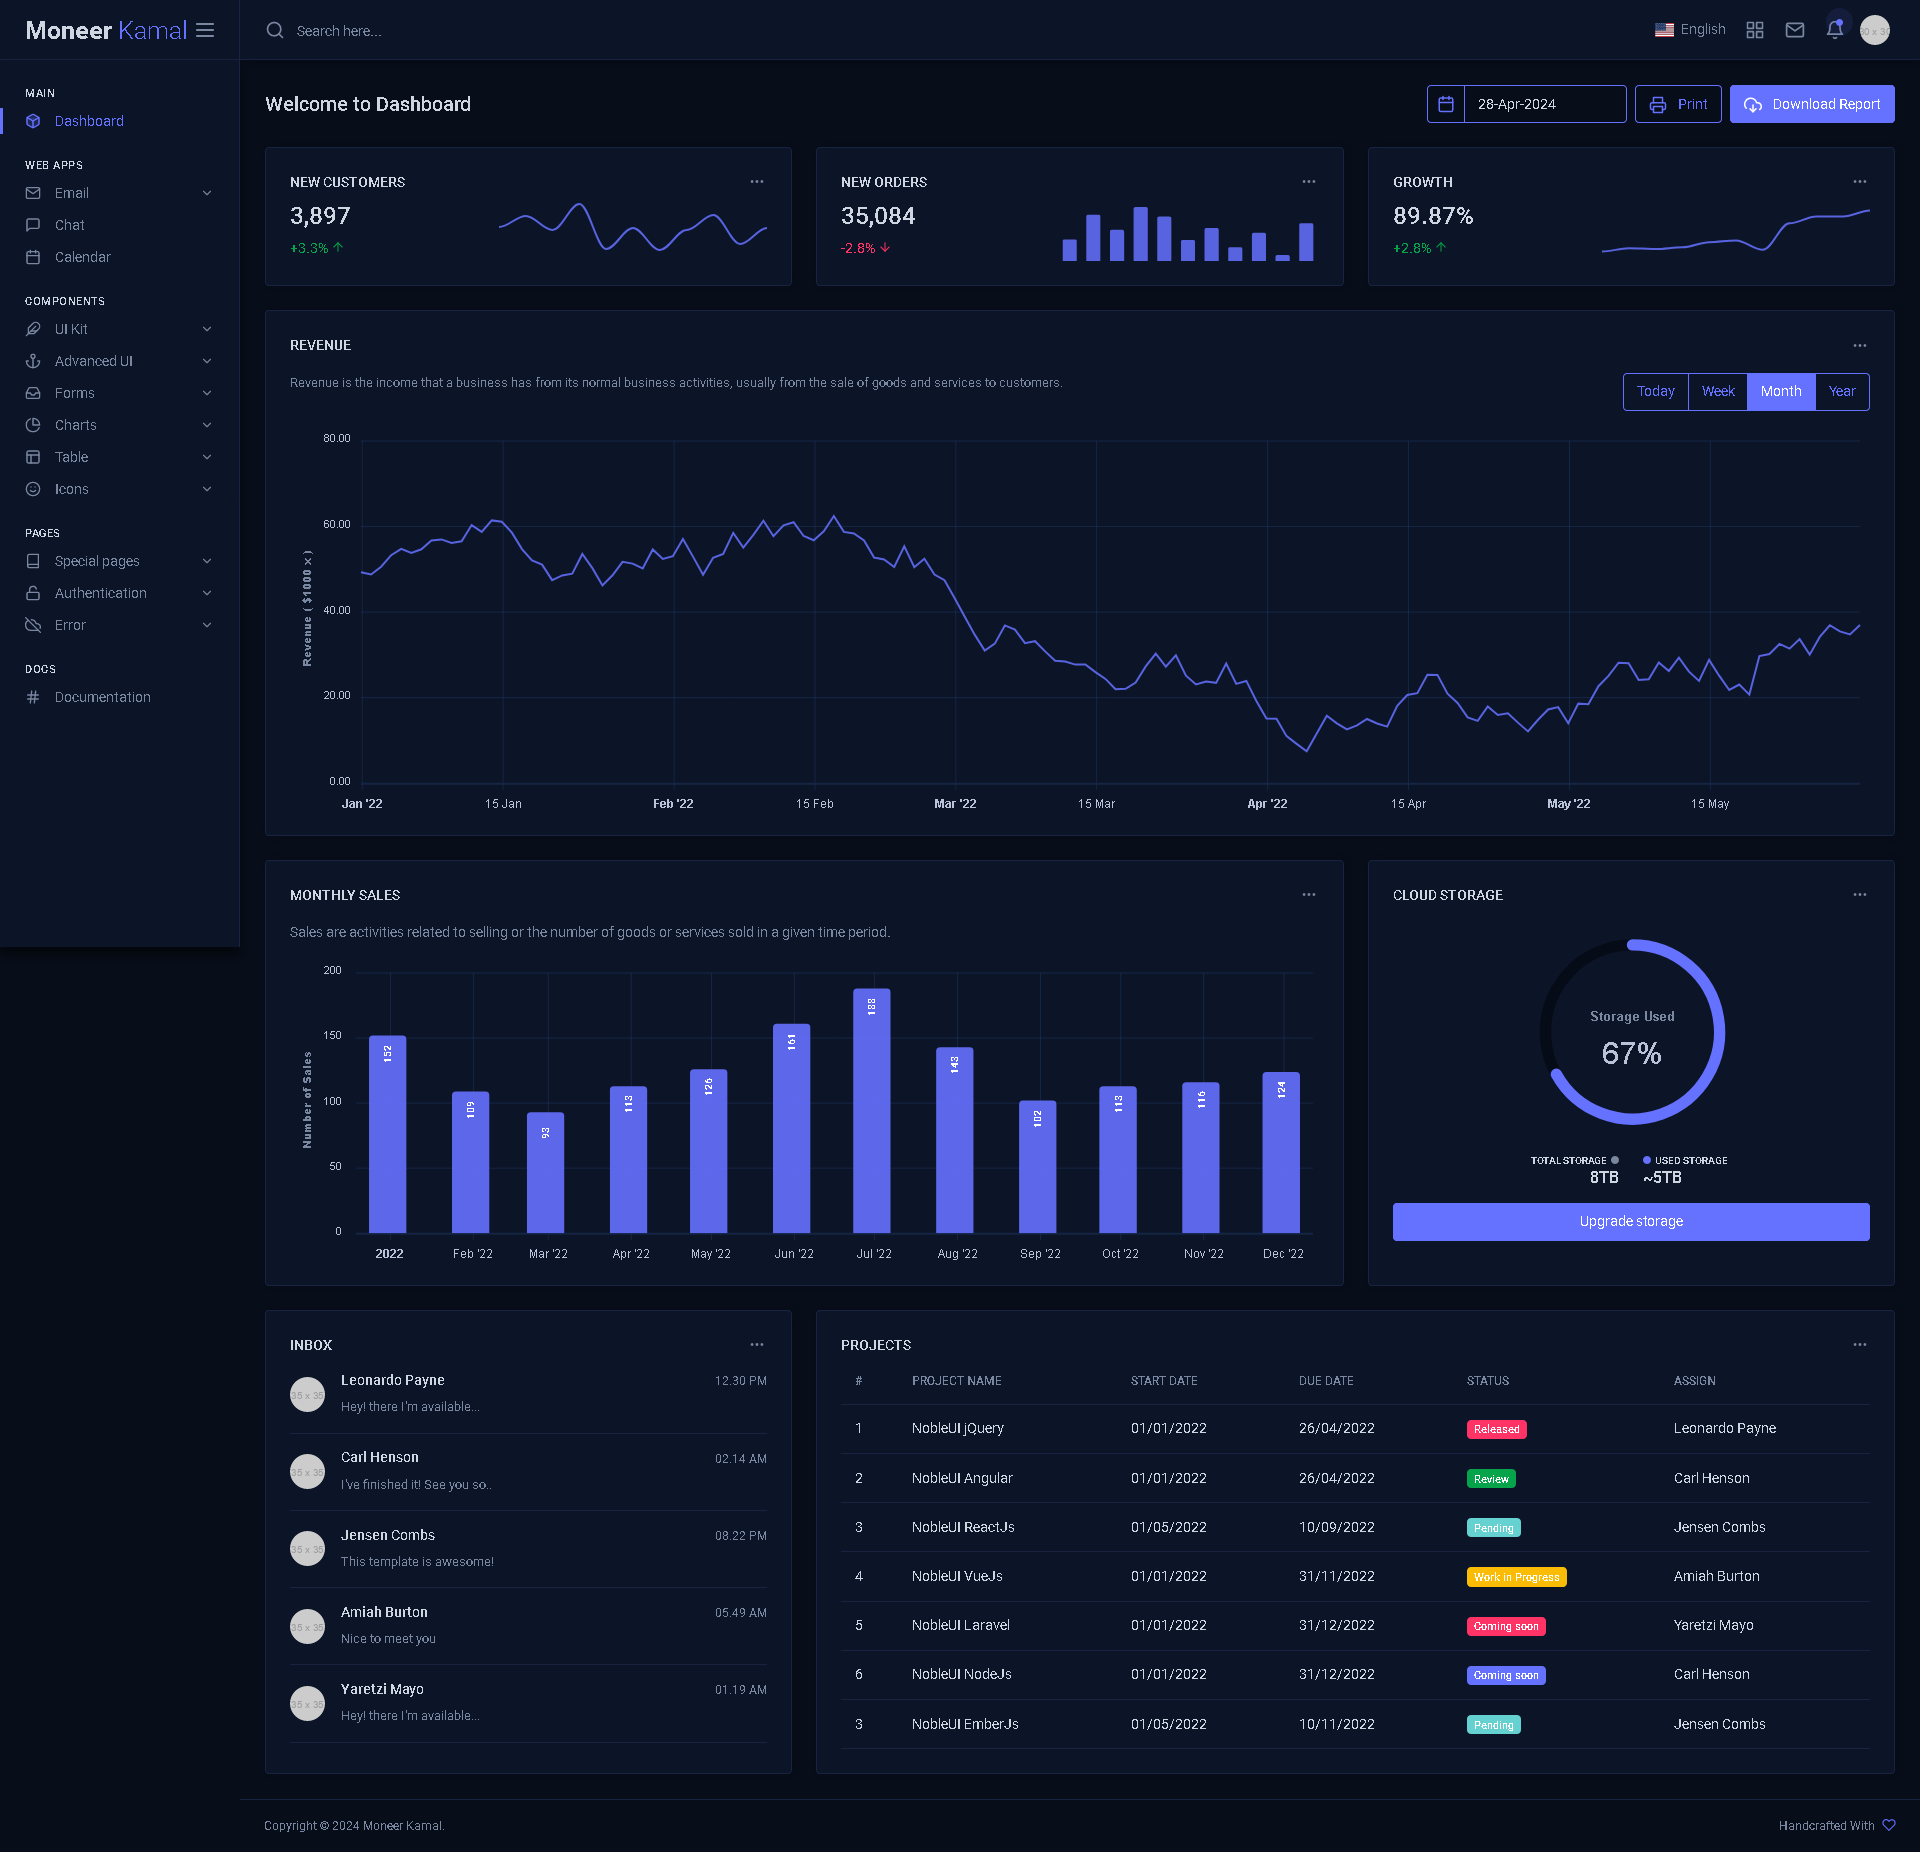 Moneer Kamal
Search here...
English
30 x 30
MAIN
Dashboard
WEB APPS
Email
Chat
Calendar
COMPONENTS
UI Kit
Advanced UI
Forms
Charts
Table
Icons
PAGES
Special pages
Authentication
Error
DOCS
Documentation
Welcome to Dashboard
28-Apr-2024
Print
Download Report
NEW CUSTOMERS
3,897
+3.3%
NEW ORDERS
35,084
-2.8%
GROWTH
89.87%
+2.8%
REVENUE
Revenue is the income that a business has from its normal business activities, usually from the sale of goods and services to customers.
Today Week Month Year
Revenue ( $1000 x )
80.00
60.00
40.00
20.00
0.00
Jan '22 15 Jan Feb '22 15 Feb Mar '22 15 Mar Apr '22 15 Apr May '22 15 May
MONTHLY SALES
Sales are activities related to selling or the number of goods or services sold in a given time period.
Number of Sales
200
150
100
50
0
152 109 93 113 126 161 188 143 102 113 116 124
2022 Feb '22 Mar '22 Apr '22 May '22 Jun '22 Jul '22 Aug '22 Sep '22 Oct '22 Nov '22 Dec '22
CLOUD STORAGE
Storage Used
67%
TOTAL STORAGE
8TB
USED STORAGE
~5TB
Upgrade storage
INBOX
35 x 35
Leonardo Payne 12.30 PM
Hey! there I'm available...
35 x 35
Carl Henson 02.14 AM
I've finished it! See you so..
35 x 35
Jensen Combs 08.22 PM
This template is awesome!
35 x 35
Amiah Burton 05.49 AM
Nice to meet you
35 x 35
Yaretzi Mayo 01.19 AM
Hey! there I'm available...
PROJECTS
# PROJECT NAME START DATE DUE DATE STATUS ASSIGN
1 NobleUI jQuery 01/01/2022 26/04/2022 Released Leonardo Payne
2 NobleUI Angular 01/01/2022 26/04/2022 Review Carl Henson
3 NobleUI ReactJs 01/05/2022 10/09/2022 Pending Jensen Combs
4 NobleUI VueJs 01/01/2022 31/11/2022 Work in Progress Amiah Burton
5 NobleUI Laravel 01/01/2022 31/12/2022 Coming soon Yaretzi Mayo
6 NobleUI NodeJs 01/01/2022 31/12/2022 Coming soon Carl Henson
3 NobleUI EmberJs 01/05/2022 10/11/2022 Pending Jensen Combs
Copyright © 2024 Moneer Kamal.
Handcrafted With